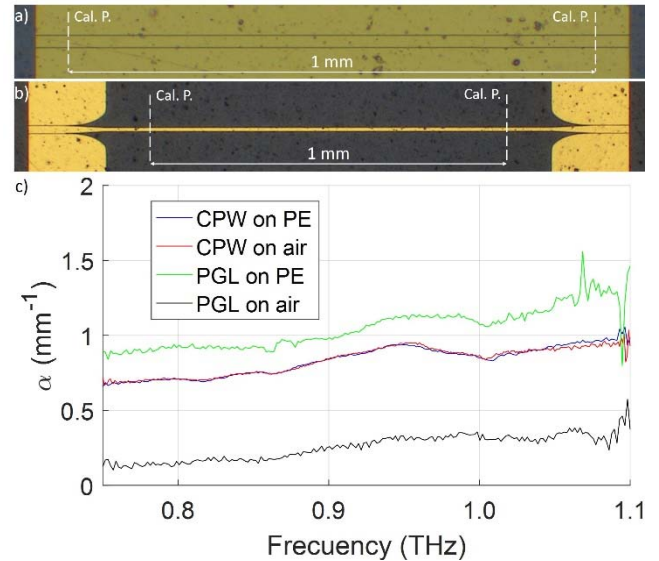 a)
Cal. P.
Cal. P.
1 mm
b)
Cal. P.
Cal. P.
1 mm
c)
2
1.5
1
0.5
0
α (mm⁻¹)
CPW on PE
CPW on air
PGL on PE
PGL on air
0.8
0.9
1.0
1.1
Frecuency (THz)